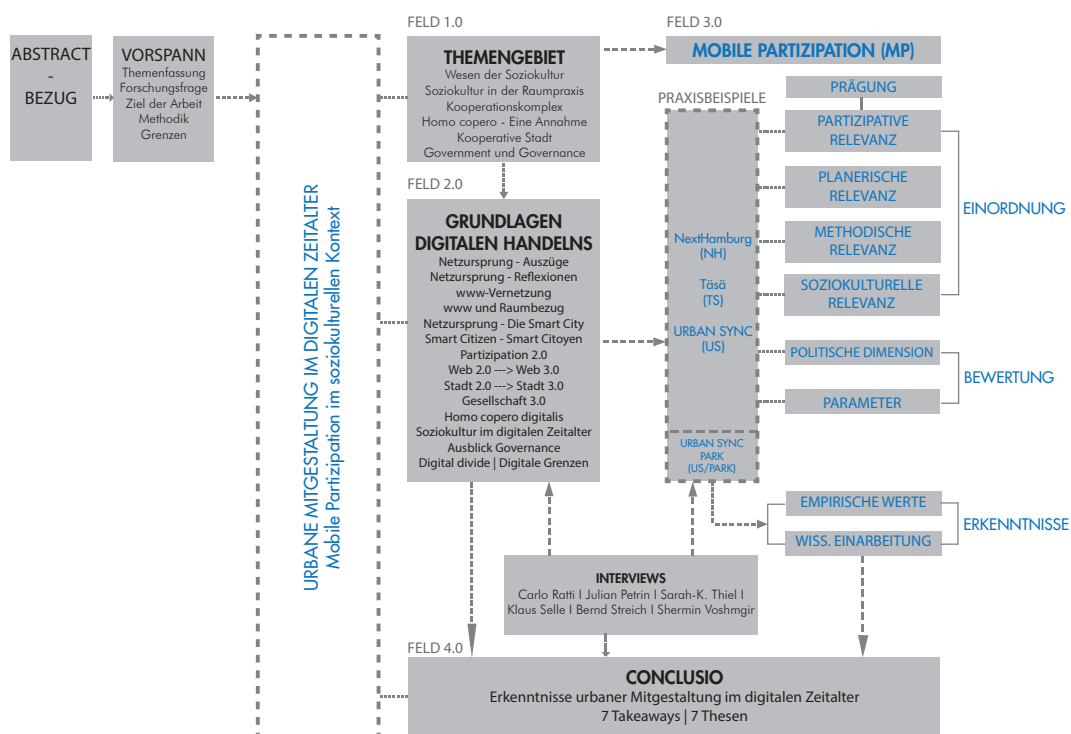 ABSTRACT
-
BEZUG
VORSPANN
Themenfassung
Forschungsfrage
Ziel der Arbeit
Methodik
Grenzen
URBANE MITGESTALTUNG IM DIGITALEN ZEITALTER
Mobile Partizipation im soziokulturellen Kontext
FELD 1.0
THEMENGEBIET
Wesen der Soziokultur
Soziokultur in der Raumpraxis
Kooperationskomplex
Homo copero - Eine Annahme
Kooperative Stadt
Government und Governance
FELD 2.0
GRUNDLAGEN
DIGITALEN HANDELNS
Netzursprung - Auszüge
Netzursprung - Reflexionen
www-Vernetzung
www und Raumbezug
Netzursprung - Die Smart City
Smart Citizen - Smart Citoyen
Partizipation 2.0
Web 2.0 ---> Web 3.0
Stadt 2.0 ---> Stadt 3.0
Gesellschaft 3.0
Homo copero digitalis
Soziokultur im digitalen Zeitalter
Ausblick Governance
Digital divide | Digitale Grenzen
FELD 3.0
MOBILE PARTIZIPATION (MP)
PRAXISBEISPIELE
NextHamburg
(NH)
Täsä
(TS)
URBAN SYNC
(US)
URBAN SYNC
PARK
(US/PARK)
PRÄGUNG
PARTIZIPATIVE
RELEVANZ
PLANERISCHE
RELEVANZ
METHODISCHE
RELEVANZ
SOZIOKULTURELLE
RELEVANZ
EINORDNUNG
POLITISCHE DIMENSION
PARAMETER
BEWERTUNG
EMPIRISCHE WERTE
WISS. EINARBEITUNG
ERKENNTNISSE
INTERVIEWS
Carlo Ratti I Julian Petrin I Sarah-K. Thiel I
Klaus Selle I Bernd Streich I Shermin Voshmgir
FELD 4.0
CONCLUSIO
Erkenntnisse urbaner Mitgestaltung im digitalen Zeitalter
7 Takeaways | 7 Thesen